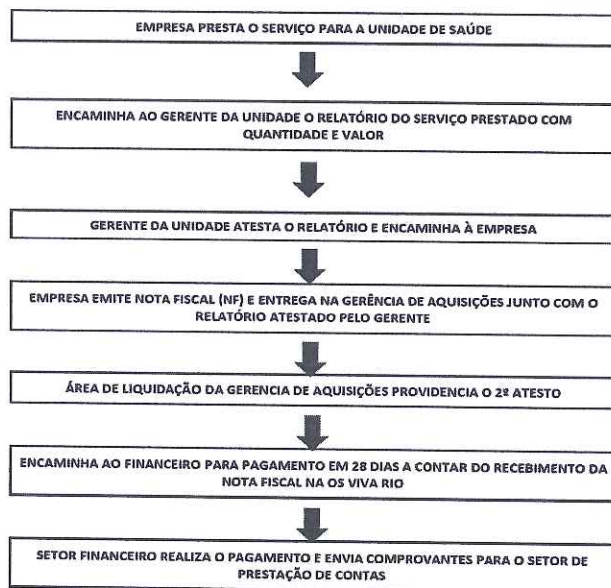 EMPRESA PRESTA O SERVIÇO PARA A UNIDADE DE SAÚDE
ENCAMINHA AO GERENTE DA UNIDADE O RELATÓRIO DO SERVIÇO PRESTADO COM
QUANTIDADE E VALOR
GERENTE DA UNIDADE ATESTA O RELATÓRIO E ENCAMINHA À EMPRESA
EMPRESA EMITE NOTA FISCAL (NF) E ENTREGA NA GERÊNCIA DE AQUISIÇÕES JUNTO COM O
RELATÓRIO ATESTADO PELO GERENTE
ÁREA DE LIQUIDAÇÃO DA GERENCIA DE AQUISIÇÕES PROVIDENCIA O 2º ATESTO
ENCAMINHA AO FINANCEIRO PARA PAGAMENTO EM 28 DIAS A CONTAR DO RECEBIMENTO DA
NOTA FISCAL NA OS VIVA RIO
SETOR FINANCEIRO REALIZA O PAGAMENTO E ENVIA COMPROVANTES PARA O SETOR DE
PRESTAÇÃO DE CONTAS